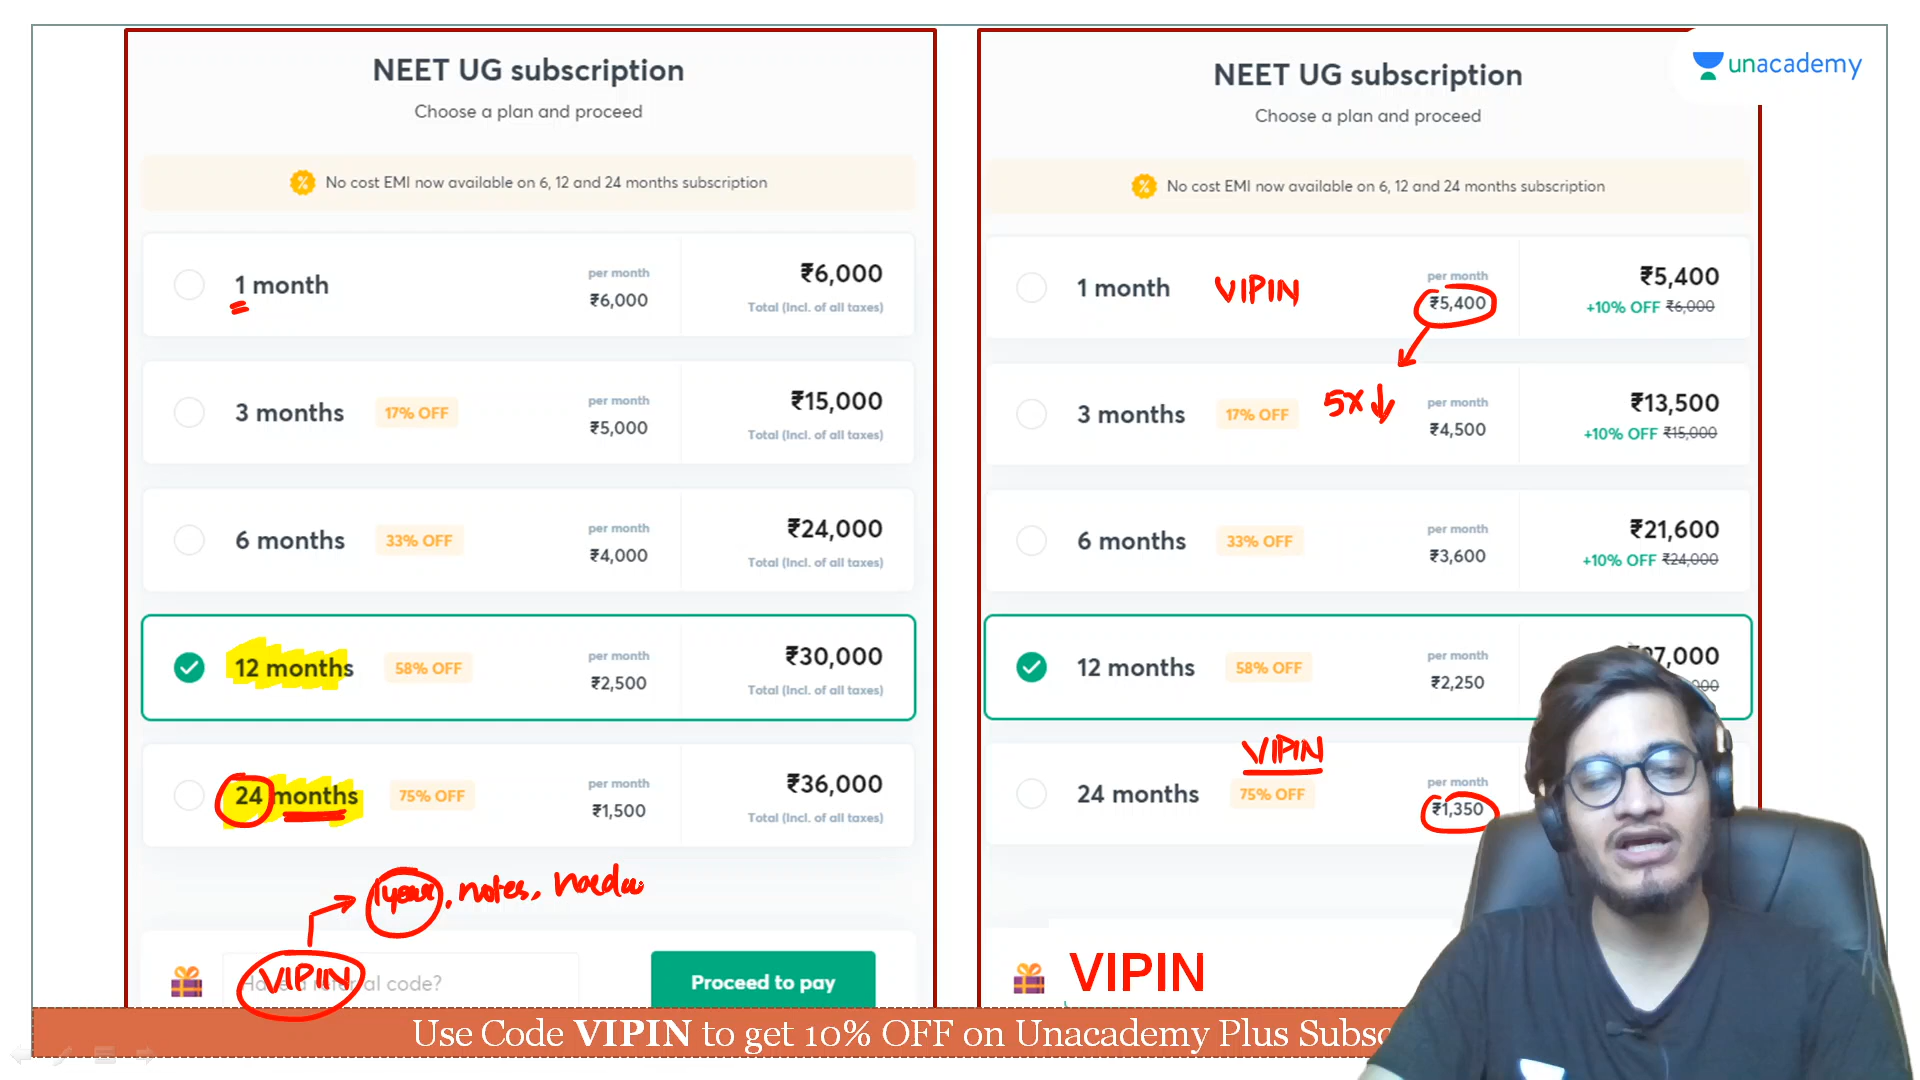 NEET UG subscription
Choose a plan and proceed
No cost EMI now available on 6, 12 and 24 months subscription
1 month
per month
₹6,000
₹6,000
Total (Incl. of all taxes)
3 months
17% OFF
per month
₹5,000
₹15,000
Total (Incl. of all taxes)
6 months
33% OFF
per month
₹4,000
₹24,000
Total (Incl. of all taxes)
12 months
58% OFF
per month
₹2,500
₹30,000
Total (Incl. of all taxes)
24 months
75% OFF
per month
₹1,500
₹36,000
Total (Incl. of all taxes)
1 year, notes,
VIPIN
code?
Proceed to pay
unacademy
NEET UG subscription
Choose a plan and proceed
No cost EMI now available on 6, 12 and 24 months subscription
1 month
VIPIN
per month
₹5,400
₹5,400
+10% OFF ₹6,000
3 months
17% OFF
5x ↓
per month
₹4,500
₹13,500
+10% OFF ₹15,000
6 months
33% OFF
per month
₹3,600
₹21,600
+10% OFF ₹24,000
12 months
58% OFF
per month
₹2,250
7,000
VIPIN
24 months
75% OFF
per month
₹1,350
VIPIN
Use Code VIPIN to get 10% OFF on Unacademy Plus Subsc